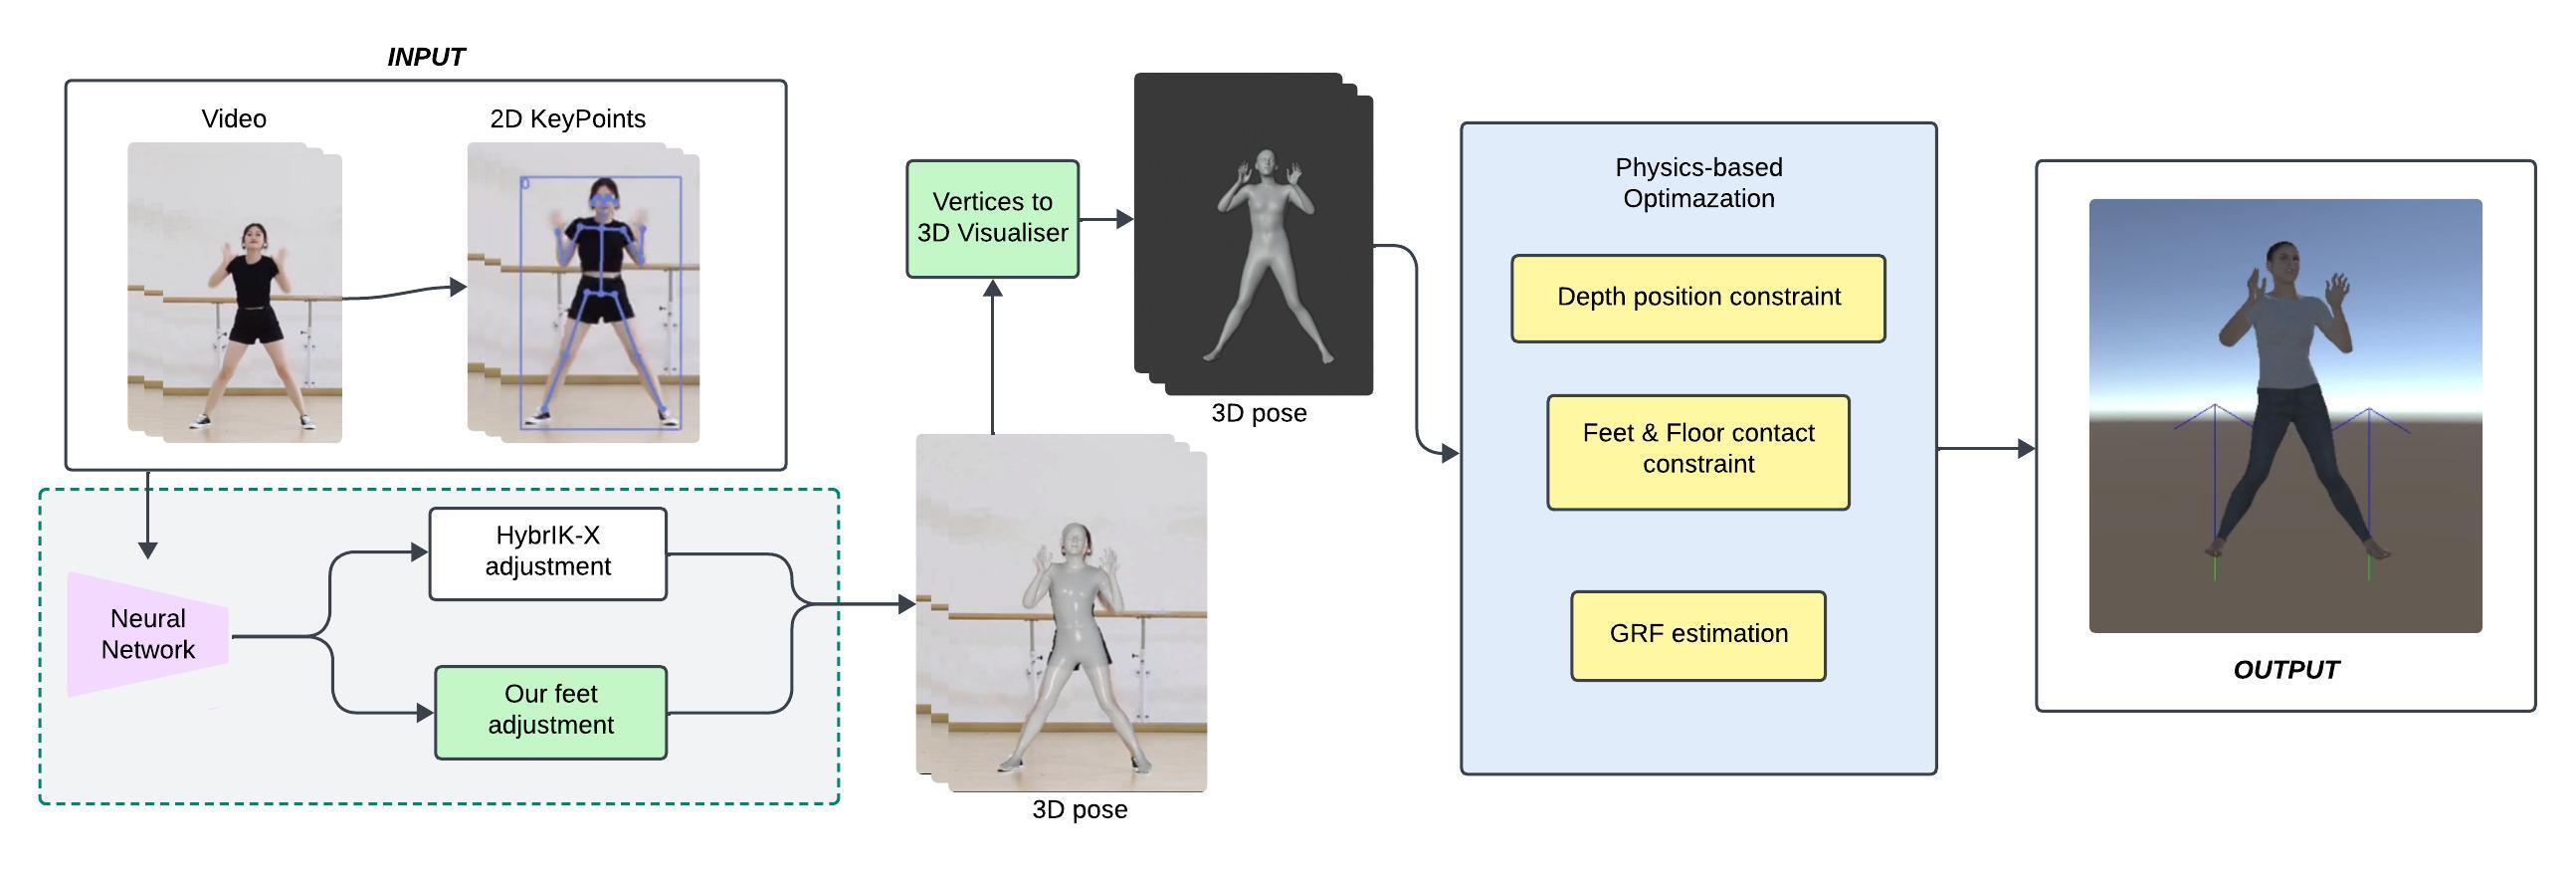 INPUT
Video
2D KeyPoints
0
Neural
Network
HybrIK-X
adjustment
Our feet
adjustment
3D pose
Vertices to
3D Visualiser
3D pose
Physics-based
Optimazation
Depth position constraint
Feet & Floor contact
constraint
GRF estimation
OUTPUT